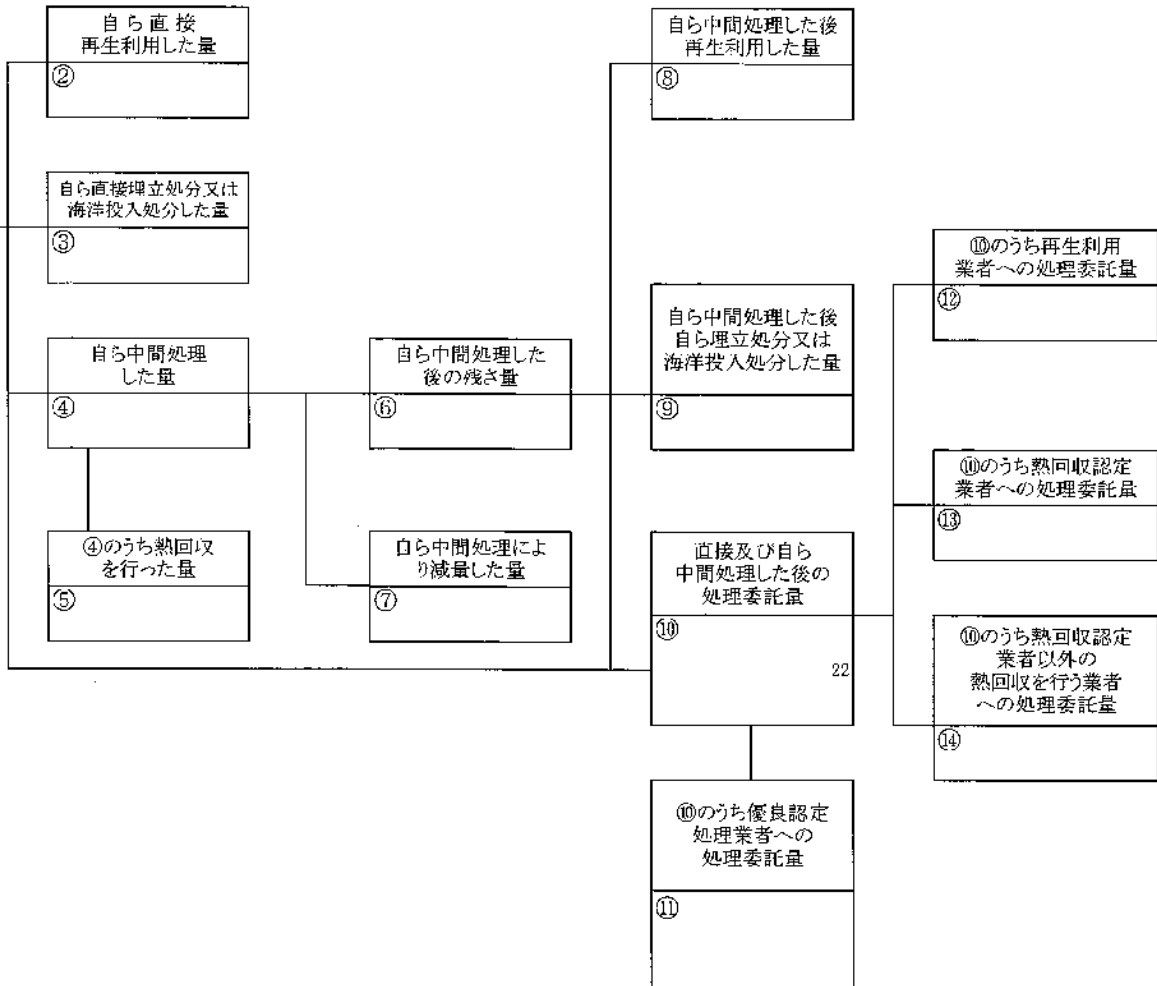 自ら直接
再生利用した量
②
自ら直接埋立処分又は
海洋投入処分した量
③
自ら中間処理
した量
④
④のうち熱回収
を行った量
⑤
自ら中間処理した
後の残さ量
⑥
自ら中間処理によ
り減量した量
⑦
自ら中間処理した後
再生利用した量
⑧
自ら中間処理した後
自ら埋立処分又は
海洋投入処分した量
⑨
直接及び自ら
中間処理した後の
処理委託量
⑩
22
⑩のうち優良認定
処理業者への
処理委託量
⑪
⑩のうち再生利用
業者への処理委託量
⑫
⑩のうち熱回収認定
業者への処理委託量
⑬
⑩のうち熱回収認定
業者以外の
熱回収を行う業者
への処理委託量
⑭